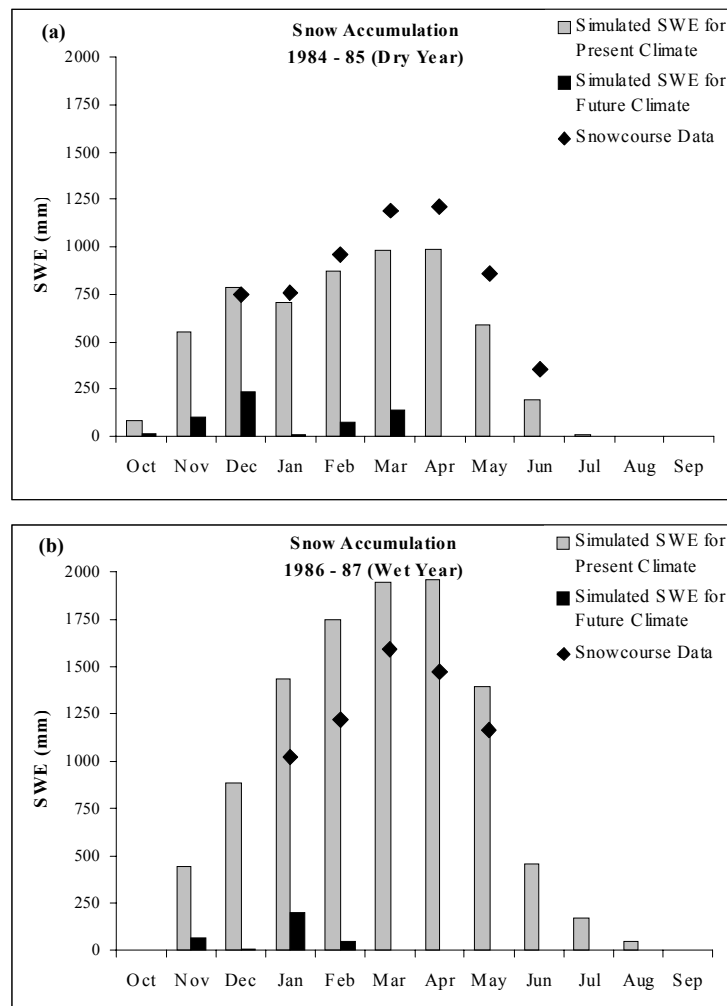 (a)
Snow Accumulation
1984 - 85 (Dry Year)
Simulated SWE for
Present Climate
Simulated SWE for
Future Climate
Snowcourse Data
SWE (mm)
2000
1750
1500
1250
1000
750
500
250
0
Oct Nov Dec Jan Feb Mar Apr May Jun Jul Aug Sep
(b)
Snow Accumulation
1986 - 87 (Wet Year)
Simulated SWE for
Present Climate
Simulated SWE for
Future Climate
Snowcourse Data
SWE (mm)
2000
1750
1500
1250
1000
750
500
250
0
Oct Nov Dec Jan Feb Mar Apr May Jun Jul Aug Sep